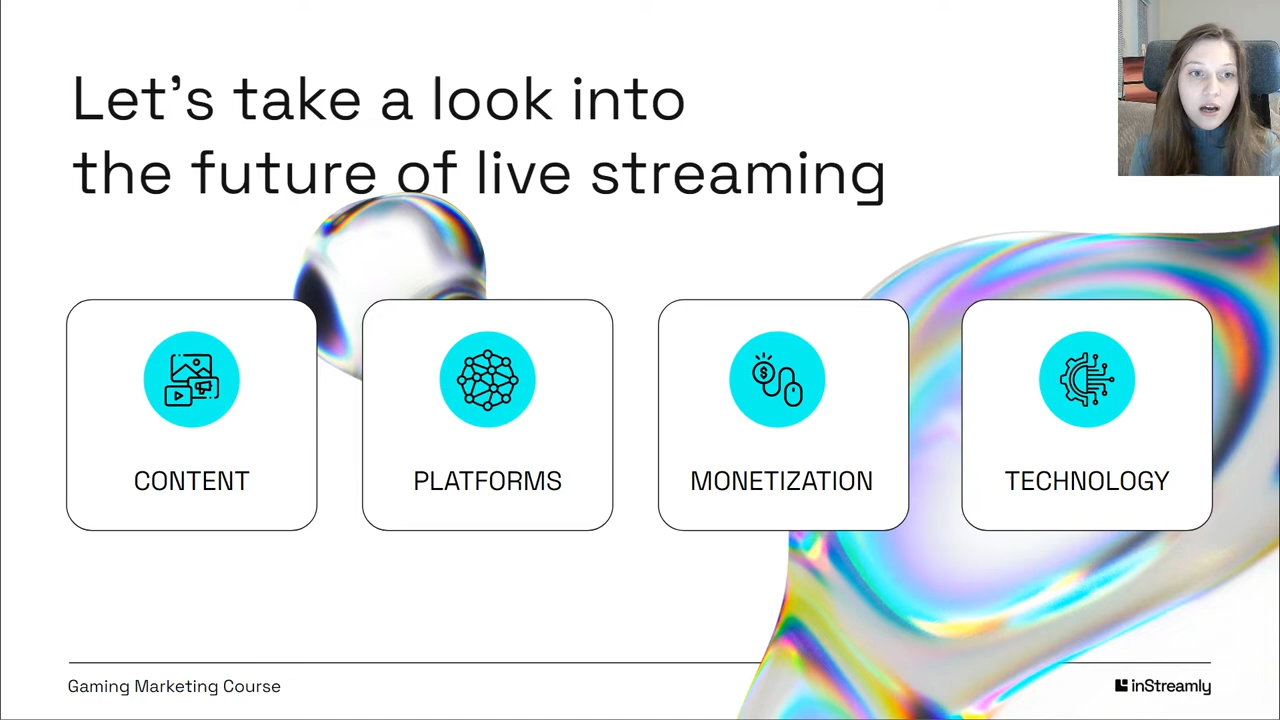 Let's take a look into
the future of live streaming
CONTENT
PLATFORMS
MONETIZATION
TECHNOLOGY
Gaming Marketing Course
inStreamly